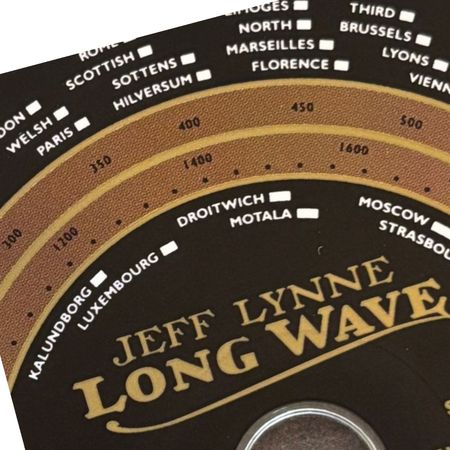 LIMOGES
THIRD
NORTH
BRUSSELS
ROME
SCOTTISH
MARSEILLES
LYONS
SOTTENS
FLORENCE
HILVERSUM
WELSH
PARIS
300 350 400 450 500
1200 1400 1600
DROITWICH
MOTALA
MOSCOW
LUXEMBOURG
KALUNDBORG
JEFF LYNNE
LONG WAVE